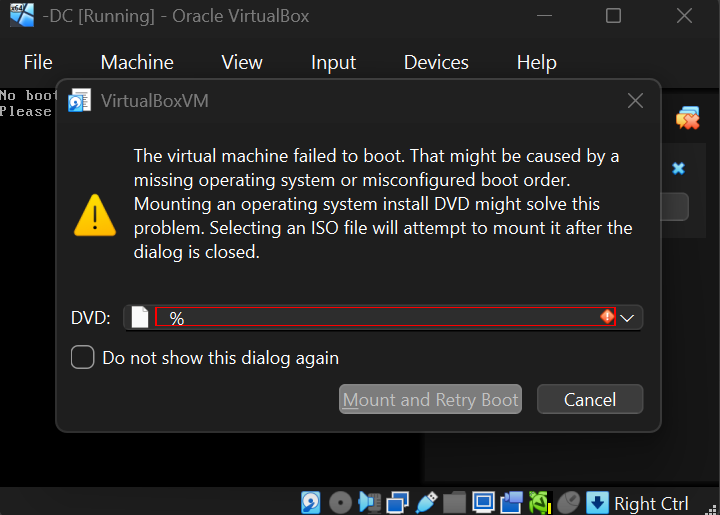 -DC [Running] - Oracle VirtualBox
File Machine View Input Devices Help
No boot
Please
VirtualBoxVM
The virtual machine failed to boot. That might be caused by a
missing operating system or misconfigured boot order.
Mounting an operating system install DVD might solve this
problem. Selecting an ISO file will attempt to mount it after the
dialog is closed.
DVD: %
Do not show this dialog again
Mount and Retry Boot Cancel
Right Ctrl